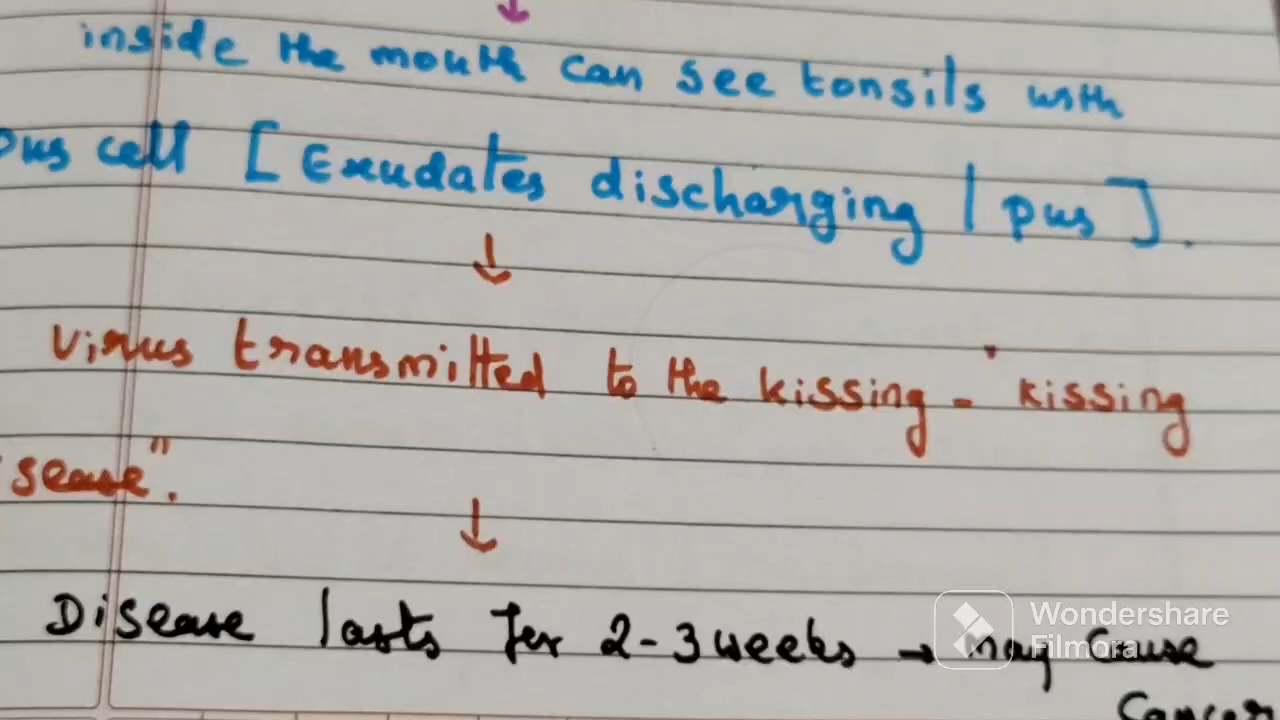 inside the mouth can see tonsils with
pus cell [Exudates discharging / pus].
↓
virus transmitted to the kissing - "kissing
sease".
↓
Disease lasts for 2-3 weeks → may cause
Cancer
Wondershare
Filmora